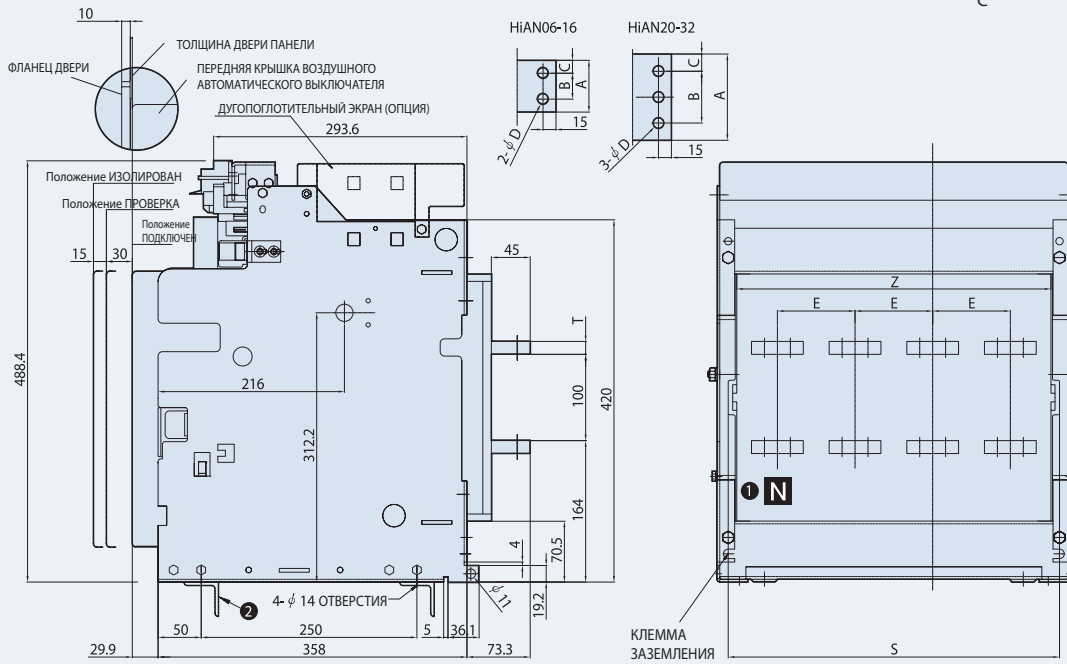 C
10
ТОЛЩИНА ДВЕРИ ПАНЕЛИ
ФЛАНЕЦ ДВЕРИ
ПЕРЕДНЯЯ КРЫШКА ВОЗДУШНОГО
АВТОМАТИЧЕСКОГО ВЫКЛЮЧАТЕЛЯ
ДУГОПОГЛОТИТЕЛЬНЫЙ ЭКРАН (ОПЦИЯ)
293.6
HiAN06-16
C
B
A
15
2-ϕ D
HiAN20-32
C
B
A
15
3-ϕ D
Положение ИЗОЛИРОВАН
Положение ПРОВЕРКА
Положение
ПОДКЛЮЧЕН
15
30
488.4
216
312.2
45
T
100
164
420
70.5
4
19.2
ϕ 11
4- ϕ 14 ОТВЕРСТИЯ
2
50
250
5
36.1
29.9
358
73.3
Z
E
E
E
1 N
КЛЕММА
ЗАЗЕМЛЕНИЯ
S